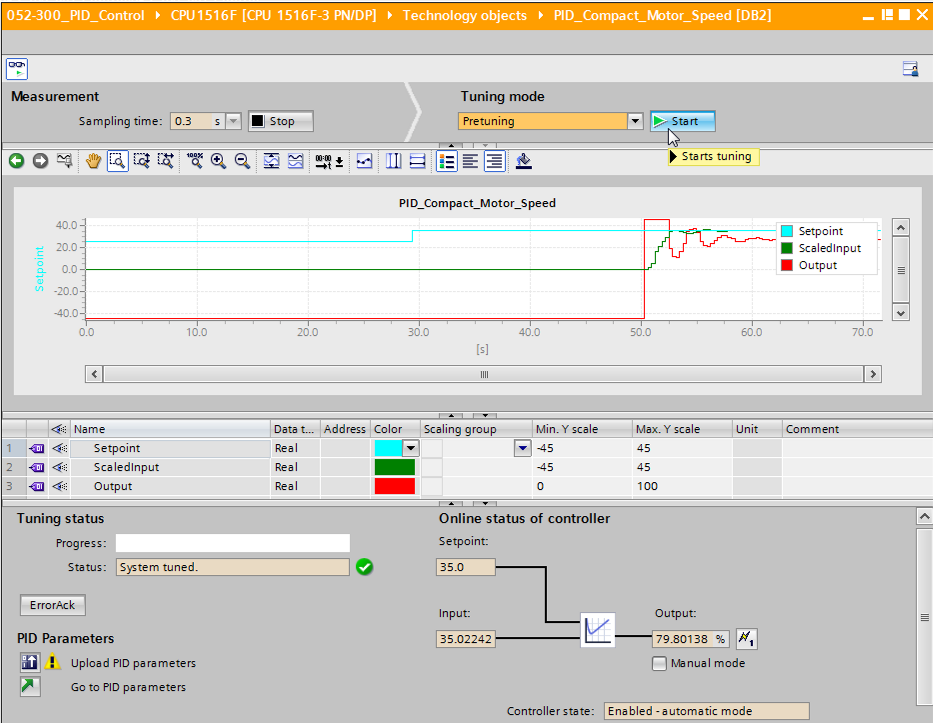 052-300_PID_Control ▸ CPU1516F [CPU 1516F-3 PN/DP] ▸ Technology objects ▸ PID_Compact_Motor_Speed [DB2]
Measurement
Tuning mode
Sampling time: 0.3 s Stop
Pretuning Start
Starts tuning
100%
00:00
PID_Compact_Motor_Speed
Setpoint
40.0
20.0
0.0
-20.0
-40.0
Setpoint
ScaledInput
Output
0.0 10.0 20.0 30.0 40.0 50.0 60.0 70.0
[s]
Name Data t... Address Color Scaling group Min. Y scale Max. Y scale Unit Comment
1 Setpoint Real -45 45
2 ScaledInput Real -45 45
3 Output Real 0 100
Tuning status
Progress:
Status: System tuned.
ErrorAck
PID Parameters
Upload PID parameters
Go to PID parameters
Online status of controller
Setpoint:
35.0
Input:
35.02242
Output:
79.80138 %
Manual mode
Controller state: Enabled - automatic mode